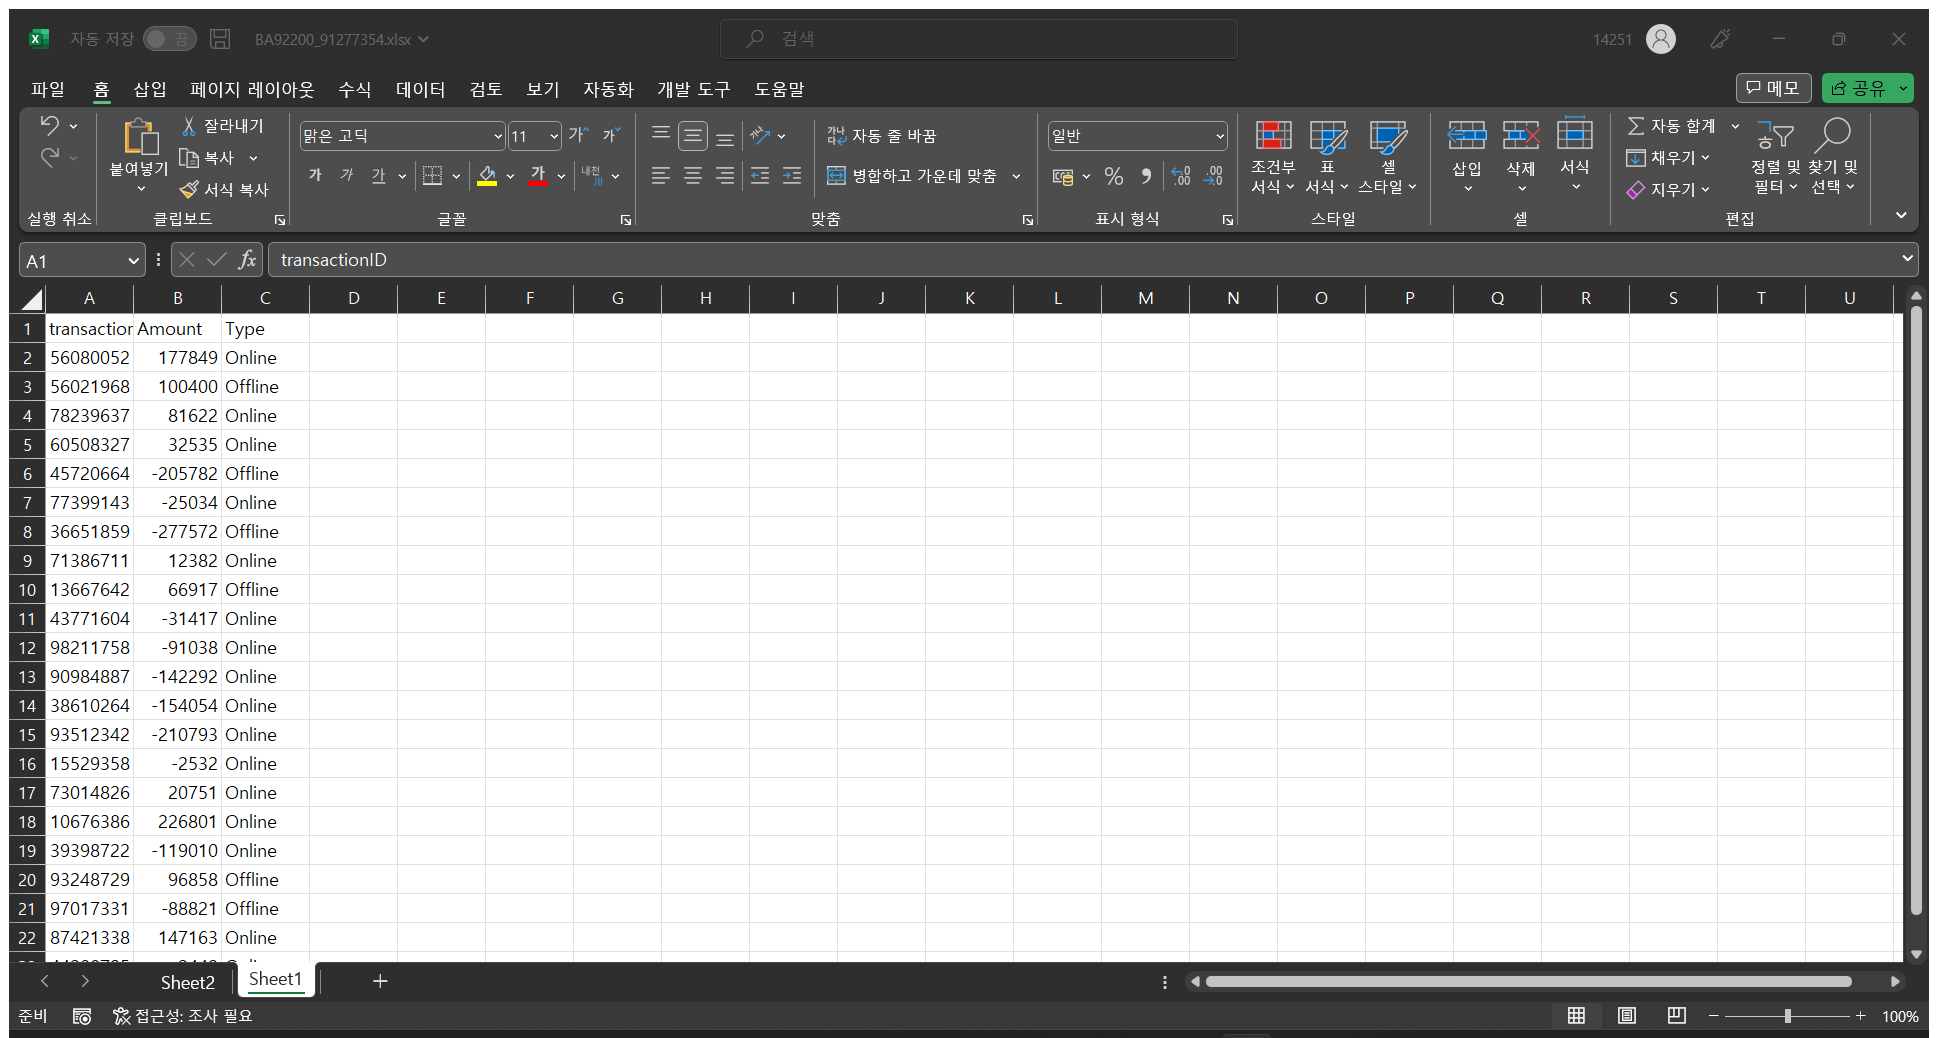 자동 저장 끔 BA92200_91277354.xlsx 검색 14251
파일 홈 삽입 페이지 레이아웃 수식 데이터 검토 보기 자동화 개발 도구 도움말 메모 공유
잘라내기 맑은 고딕 11 가 가 자동 줄 바꿈 일반 자동 합계
붙여넣기 복사 조건부 서식 표 서식 셀 스타일 삽입 삭제 서식 채우기 정렬 및 필터 찾기 및 선택
서식 복사 가 가 가 가 내천 병합하고 가운데 맞춤 % 지우기
실행 취소 클립보드 글꼴 맞춤 표시 형식 스타일 셀 편집
A1 fx transactionID
A B C D E F G H I J K L M N O P Q R S T U
1 transaction Amount Type
2 56080052 177849 Online
3 56021968 100400 Offline
4 78239637 81622 Online
5 60508327 32535 Online
6 45720664 -205782 Offline
7 77399143 -25034 Online
8 36651859 -277572 Offline
9 71386711 12382 Online
10 13667642 66917 Offline
11 43771604 -31417 Online
12 98211758 -91038 Online
13 90984887 -142292 Online
14 38610264 -154054 Online
15 93512342 -210793 Online
16 15529358 -2532 Online
17 73014826 20751 Online
18 10676386 226801 Online
19 39398722 -119010 Online
20 93248729 96858 Offline
21 97017331 -88821 Offline
22 87421338 147163 Online
Sheet2 Sheet1
준비 접근성: 조사 필요 100%